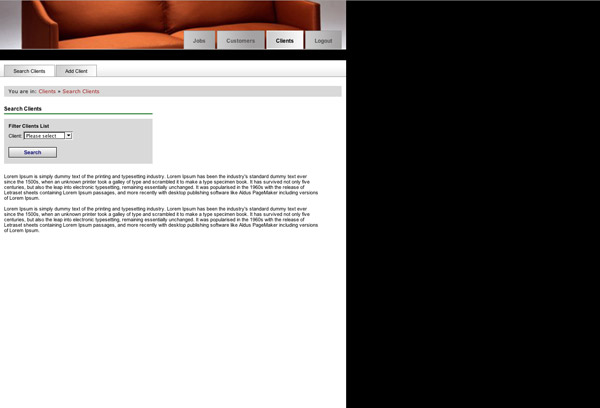 Jobs Customers Clients Logout
Search Clients Add Client
You are in: Clients » Search Clients
Search Clients
Filter Clients List
Client: Please select
Search
Lorem Ipsum is simply dummy text of the printing and typesetting industry. Lorem Ipsum has been the industry's standard dummy text ever
since the 1500s, when an unknown printer took a galley of type and scrambled it to make a type specimen book. It has survived not only five
centuries, but also the leap into electronic typesetting, remaining essentially unchanged. It was popularised in the 1960s with the release of
Letraset sheets containing Lorem Ipsum passages, and more recently with desktop publishing software like Aldus PageMaker including versions
of Lorem Ipsum.
Lorem Ipsum is simply dummy text of the printing and typesetting industry. Lorem Ipsum has been the industry's standard dummy text ever
since the 1500s, when an unknown printer took a galley of type and scrambled it to make a type specimen book. It has survived not only five
centuries, but also the leap into electronic typesetting, remaining essentially unchanged. It was popularised in the 1960s with the release of
Letraset sheets containing Lorem Ipsum passages, and more recently with desktop publishing software like Aldus PageMaker including versions
of Lorem Ipsum.